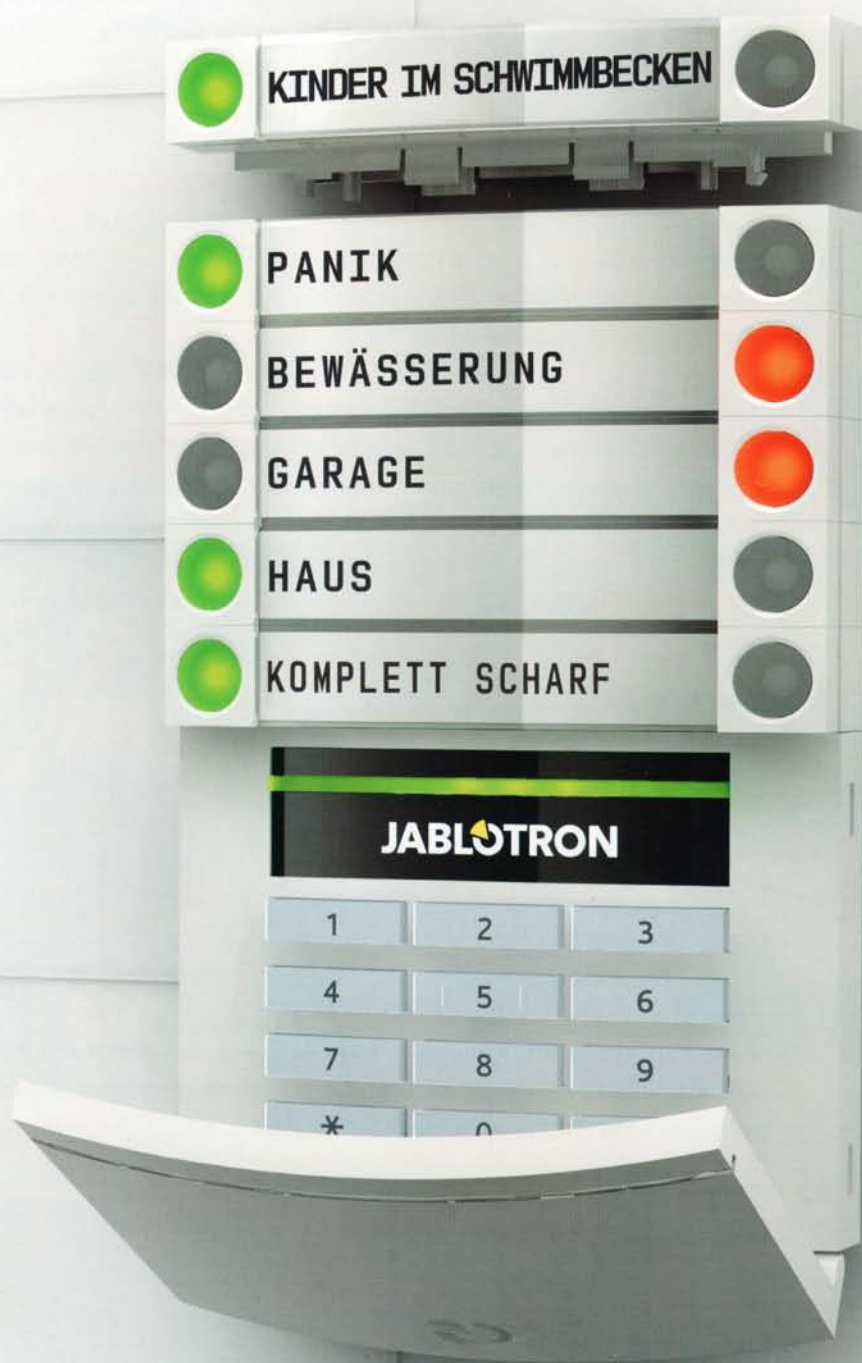 KINDER IM SCHWIMMBECKEN
PANIK
BEWÄSSERUNG
GARAGE
HAUS
KOMPLETT SCHARF
JABLOTRON
1 2 3
4 5 6
7 8 9
* 0